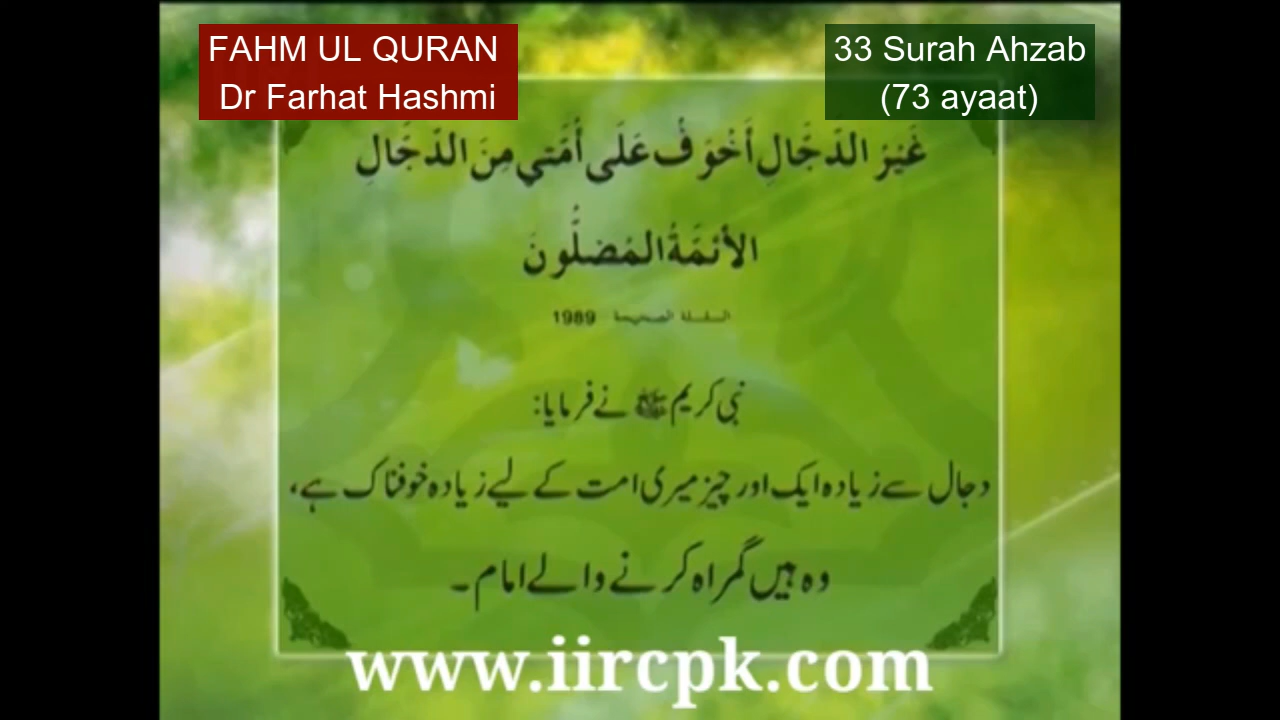 FAHM UL QURAN
Dr Farhat Hashmi
33 Surah Ahzab
(73 ayaat)
غَيْرُ الدَّجَّالِ أَخْوَفُ عَلَى أُمَّتِي مِنَ الدَّجَّالِ
الأَئِمَّةُ المُضِلُّونَ
السلسلة الصحيحة 1989
نبی کریم ﷺ نے فرمایا:
دجال سے زیادہ ایک اور چیز میری امت کے لیے زیادہ خوفناک ہے،
وہ ہیں گمراہ کرنے والے امام۔
www.iircpk.com